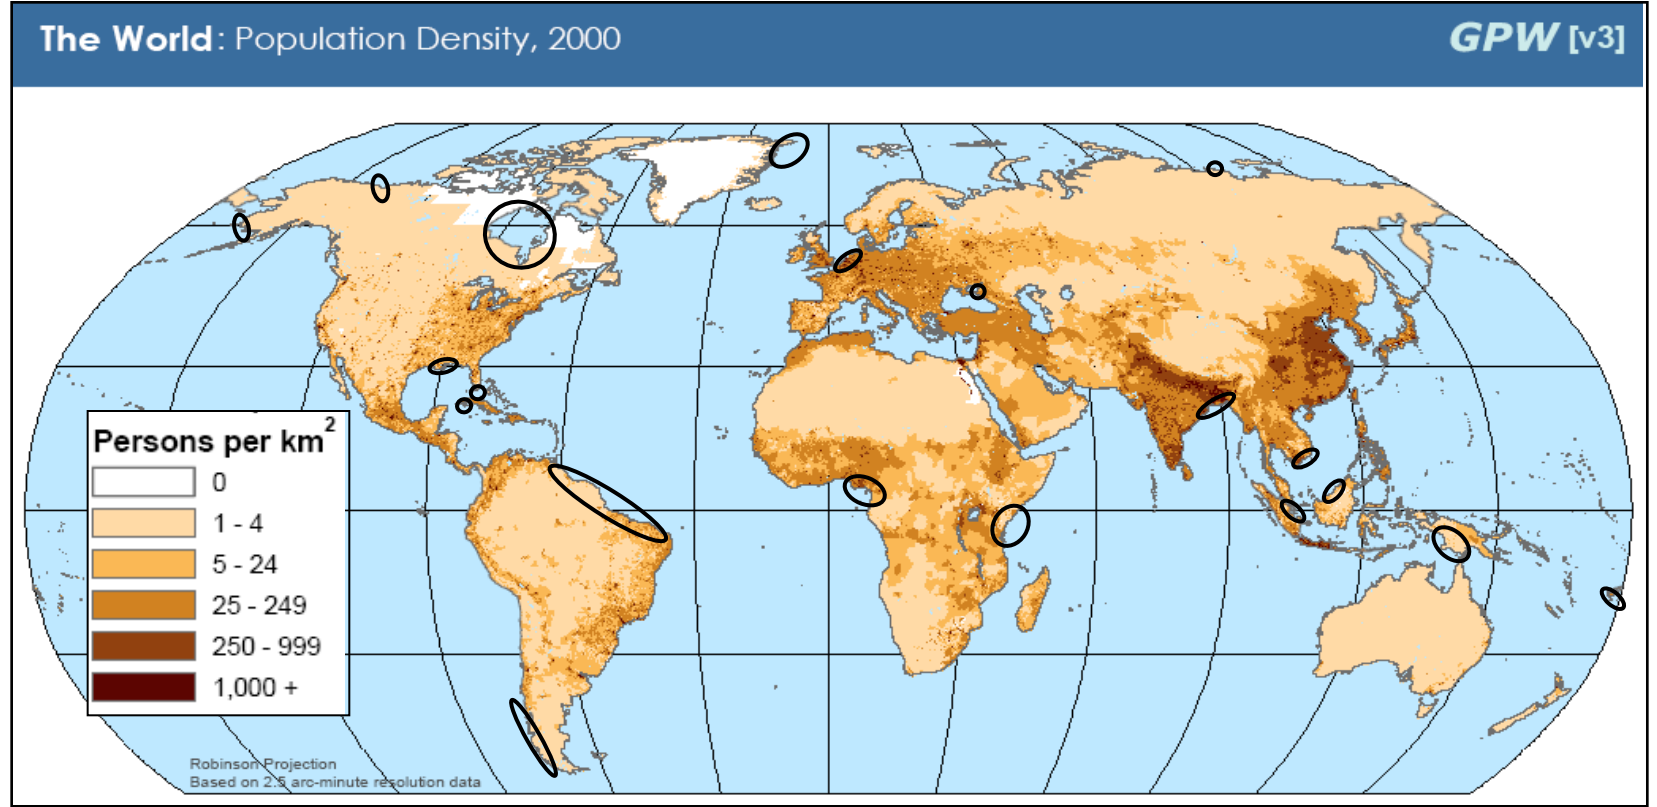 The World: Population Density, 2000
GPW [v3]
Persons per km2
0
1 - 4
5 - 24
25 - 249
250 - 999
1,000 +
Robinson Projection
Based on 2.5 arc-minute resolution data